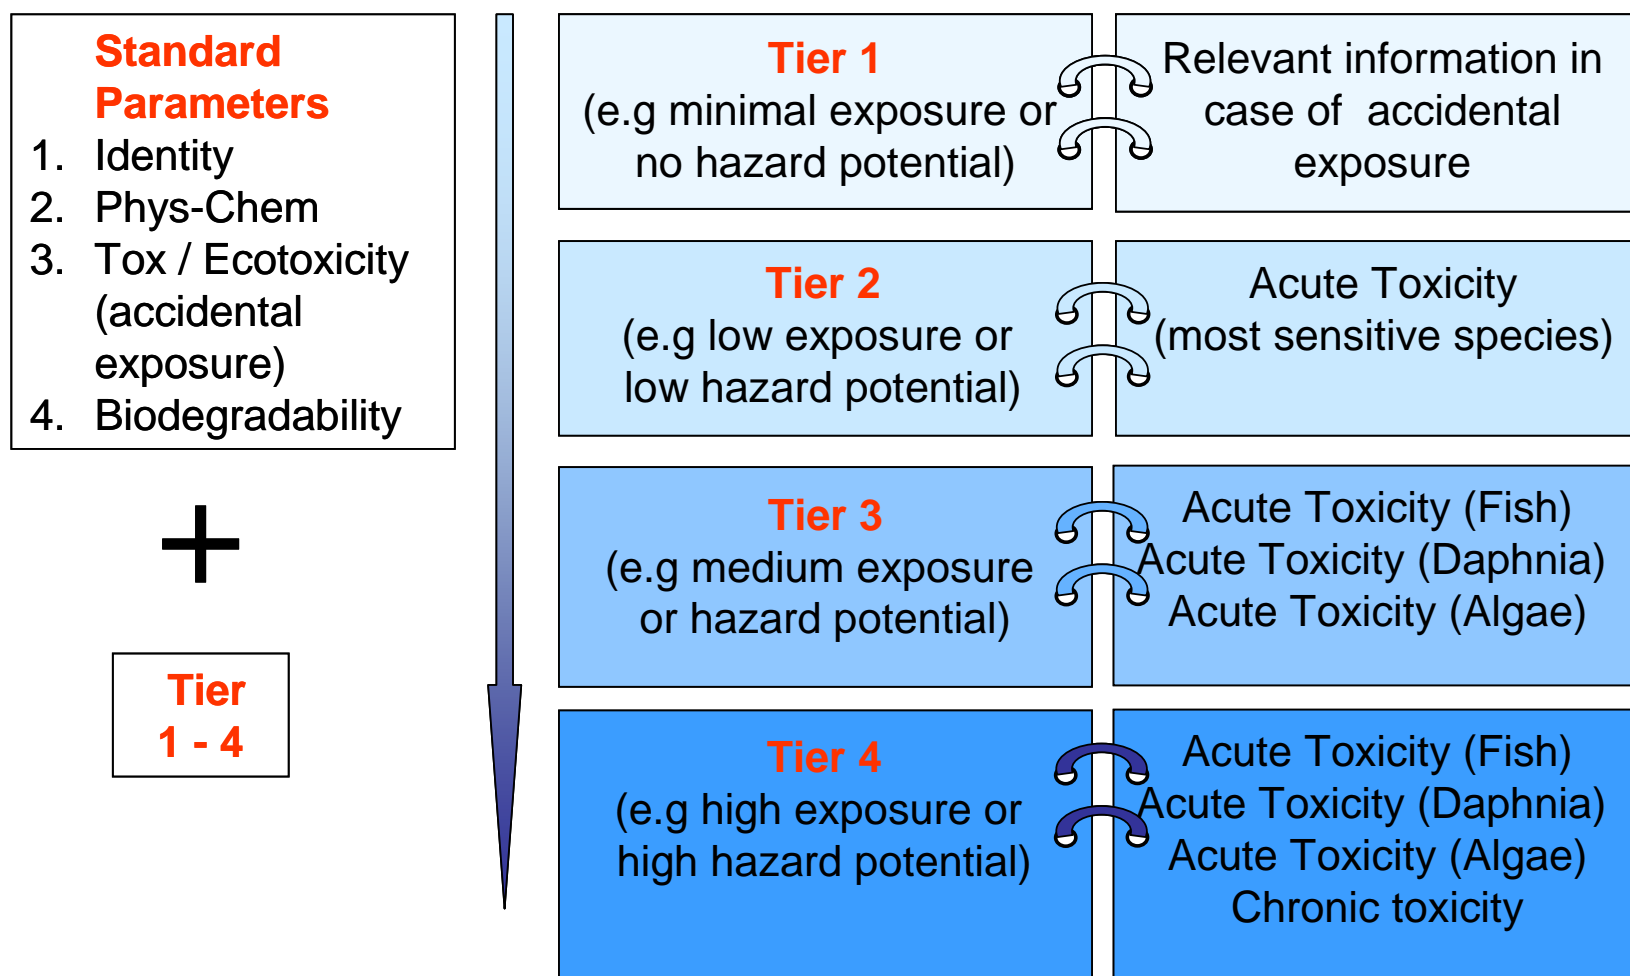 Standard
Parameters
1. Identity
2. Phys-Chem
3. Tox / Ecotoxicity
(accidental
exposure)
4. Biodegradability
Tier
1 - 4
Tier 1
(e.g minimal exposure or
no hazard potential)
Relevant information in
case of accidental
exposure
Tier 2
(e.g low exposure or
low hazard potential)
Acute Toxicity
(most sensitive species)
Tier 3
(e.g medium exposure
or hazard potential)
Acute Toxicity (Fish)
Acute Toxicity (Daphnia)
Acute Toxicity (Algae)
Tier 4
(e.g high exposure or
high hazard potential)
Acute Toxicity (Fish)
Acute Toxicity (Daphnia)
Acute Toxicity (Algae)
Chronic toxicity